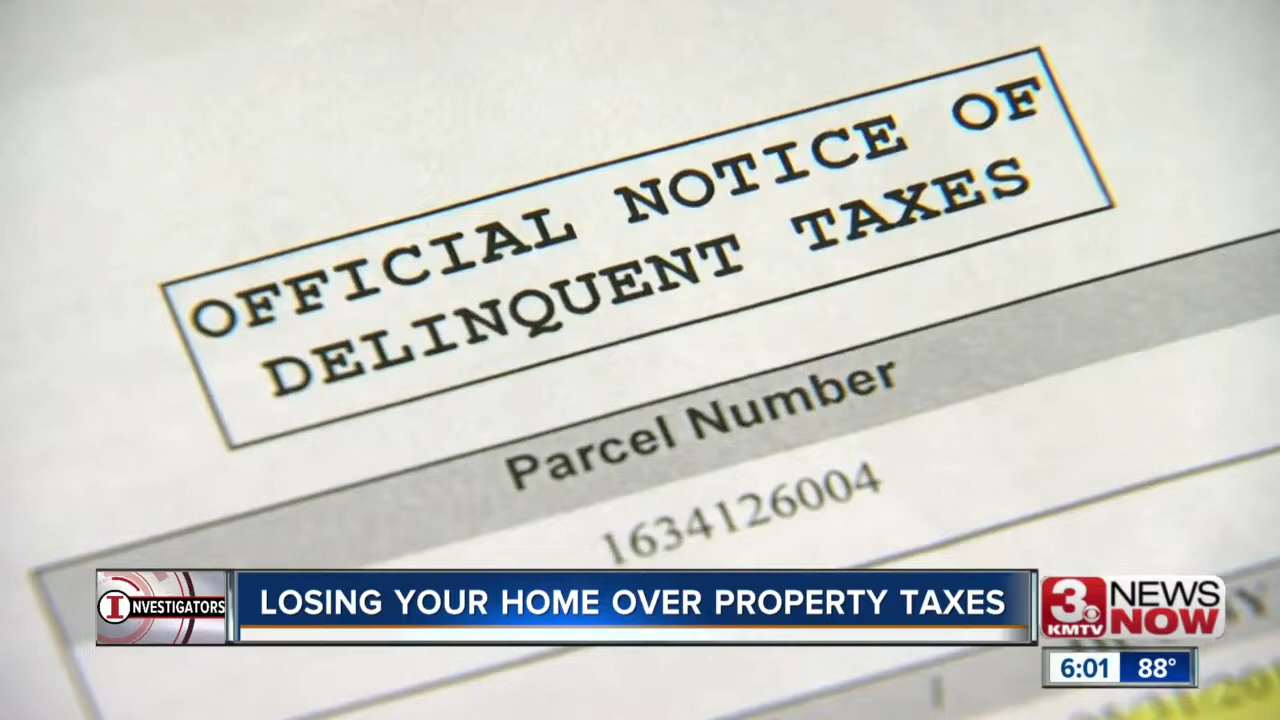 OFFICIAL NOTICE OF
DELINQUENT TAXES
Parcel Number
1634126004
INVESTIGATORS
LOSING YOUR HOME OVER PROPERTY TAXES
3
KMTV
NEWS
NOW
6:01 88°